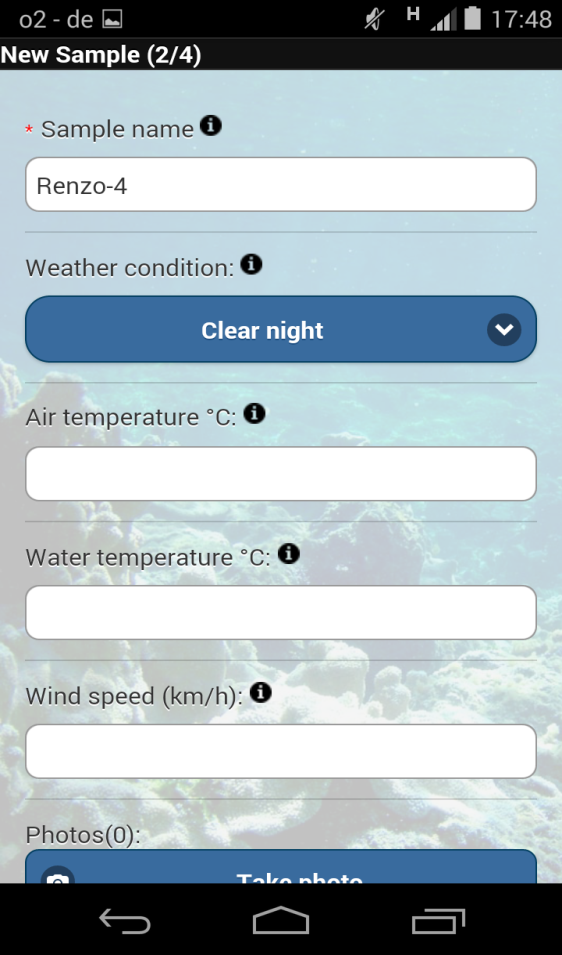 o2 - de H 17:48
New Sample (2/4)
* Sample name
Renzo-4
Weather condition:
Clear night
Air temperature °C:
Water temperature °C:
Wind speed (km/h):
Photos(0):
Take photo